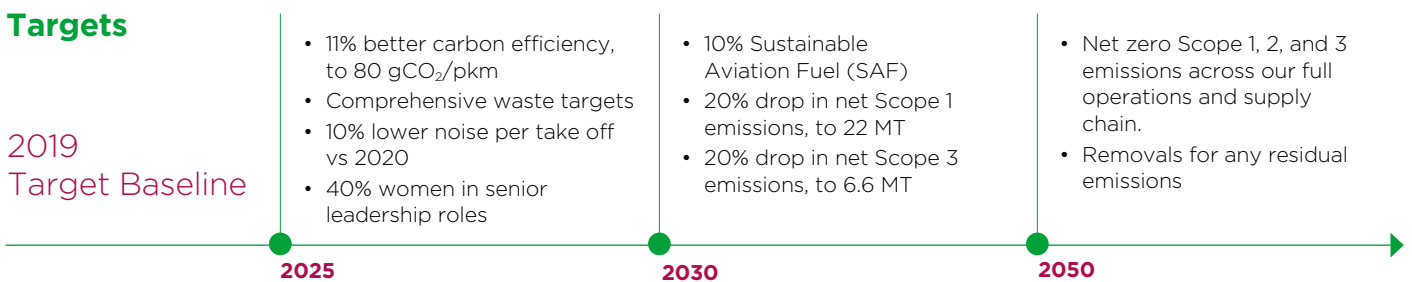 Targets
2019
Target Baseline
• 11% better carbon efficiency,
to 80 gCO₂/pkm
• Comprehensive waste targets
• 10% lower noise per take off
vs 2020
• 40% women in senior
leadership roles
2025
• 10% Sustainable
Aviation Fuel (SAF)
• 20% drop in net Scope 1
emissions, to 22 MT
• 20% drop in net Scope 3
emissions, to 6.6 MT
2030
• Net zero Scope 1, 2, and 3
emissions across our full
operations and supply
chain.
• Removals for any residual
emissions
2050